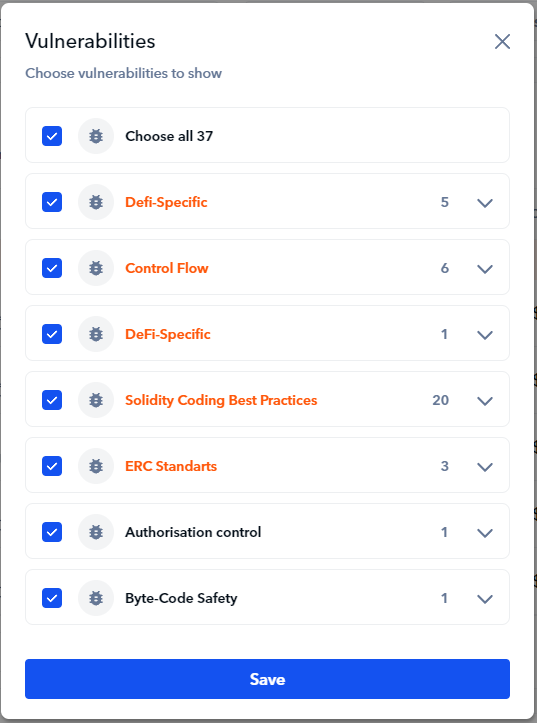 Vulnerabilities
Choose vulnerabilities to show
Choose all 37
Defi-Specific 5
Control Flow 6
DeFi-Specific 1
Solidity Coding Best Practices 20
ERC Standarts 3
Authorisation control 1
Byte-Code Safety 1
Save